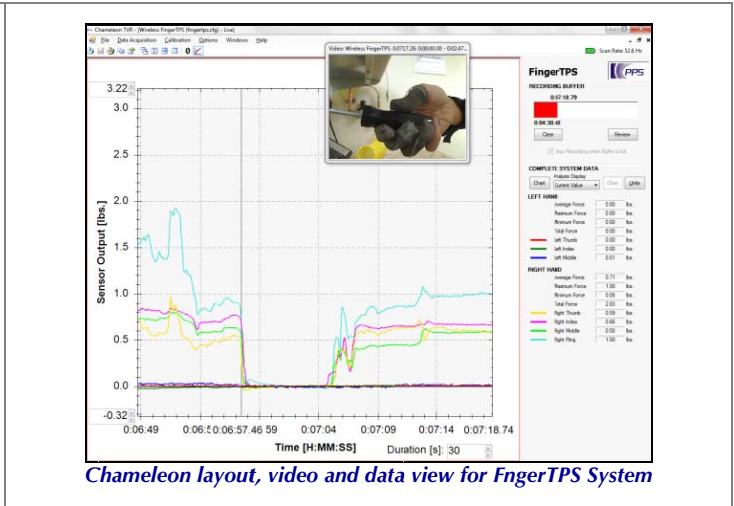 Chameleon TVR - [Wireless FingerTPS (fingertps.cfg) - Live]
File Data Acquisition Calibration Options Windows Help
Scan Rate: 52.6 Hz
Video: Wireless FingerTPS: 0:0717.26: 0:00:00.00 - 0:02:47...
FingerTPS PPS
RECORDING BUFFER
0:07:18.79
0:04:30.48
Clear Review
Stop Recording when Buffer is full
COMPLETE SYSTEM DATA
Analysis Display
Chart Current Value Clear Units
LEFT HAND
Average Force 0.00 lbs.
Maximum Force 0.00 lbs.
Minimum Force 0.00 lbs.
Total Force 0.00 lbs.
Left Thumb 0.00 lbs.
Left Index 0.00 lbs.
Left Middle 0.01 lbs.
RIGHT HAND
Average Force 0.71 lbs.
Maximum Force 1.00 lbs.
Minimum Force 0.58 lbs.
Total Force 2.83 lbs.
Right Thumb 0.59 lbs.
Right Index 0.66 lbs.
Right Middle 0.58 lbs.
Right Ring 1.00 lbs.
Sensor Output [lbs.]
3.22
3.0
2.5
2.0
1.5
1.0
0.5
0.0
-0.32
0:06:49 0:06:5 0:06:57.46 59 0:07:04 0:07:09 0:07:14 0:07:18.74
Time [H:MM:SS] Duration [s]: 30
Chameleon layout, video and data view for FngerTPS System